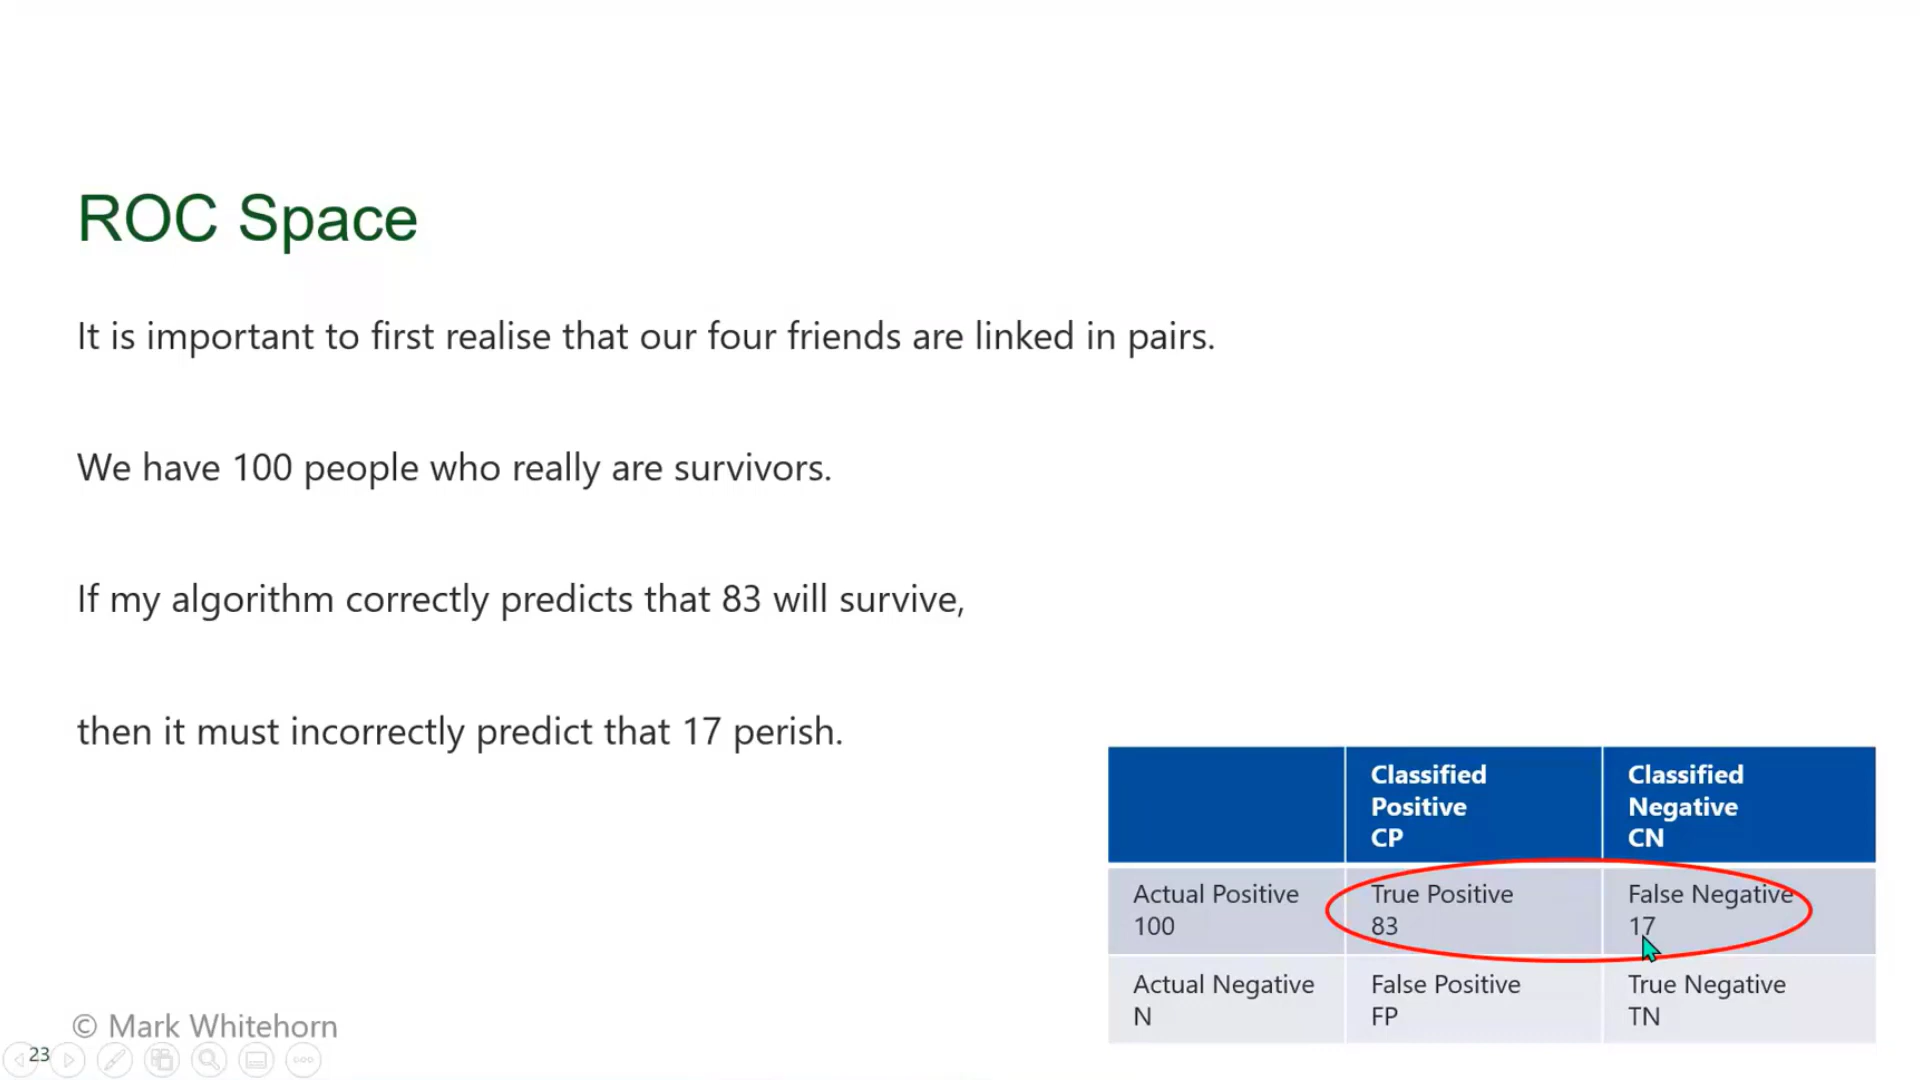 ROC Space
It is important to first realise that our four friends are linked in pairs.
We have 100 people who really are survivors.
If my algorithm correctly predicts that 83 will survive,
then it must incorrectly predict that 17 perish.
Classified
Positive
CP
Classified
Negative
CN
Actual Positive
100
True Positive
83
False Negative
17
Actual Negative
N
False Positive
FP
True Negative
TN
© Mark Whitehorn
23